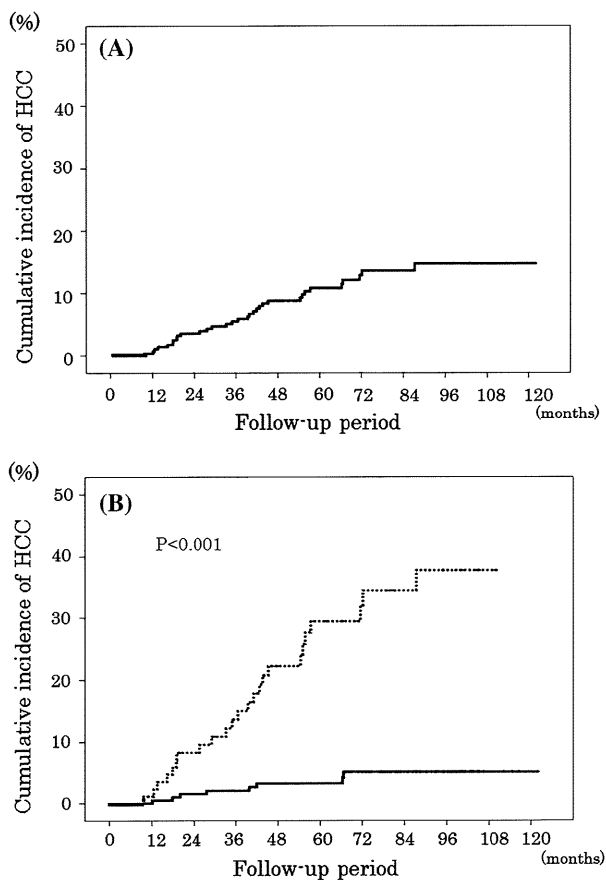 (%)
(A)
50
40
30
20
10
0
Cumulative incidence of HCC
0 12 24 36 48 60 72 84 96 108 120
(months)
Follow-up period
(%)
(B)
P<0.001
50
40
30
20
10
0
Cumulative incidence of HCC
0 12 24 36 48 60 72 84 96 108 120
(months)
Follow-up period